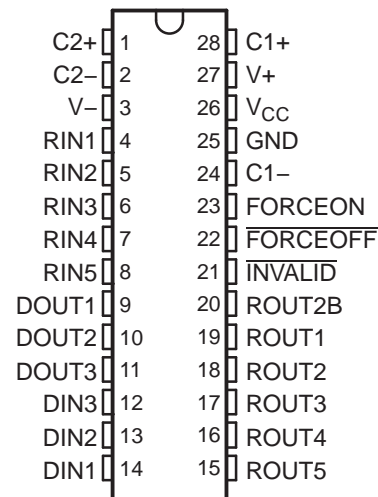 C2+ 1 28 C1+
C2− 2 27 V+
V− 3 26 VCC
RIN1 4 25 GND
RIN2 5 24 C1−
RIN3 6 23 FORCEON
RIN4 7 22 FORCEOFF
RIN5 8 21 INVALID
DOUT1 9 20 ROUT2B
DOUT2 10 19 ROUT1
DOUT3 11 18 ROUT2
DIN3 12 17 ROUT3
DIN2 13 16 ROUT4
DIN1 14 15 ROUT5